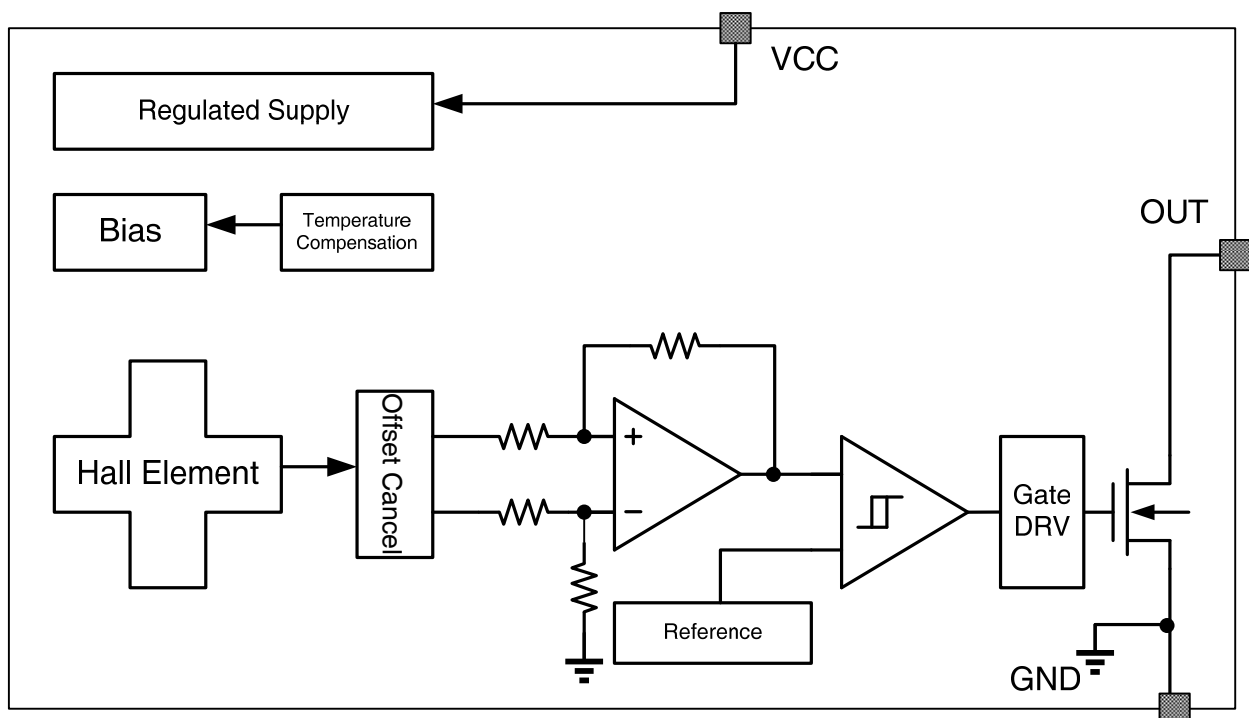 VCC
Regulated Supply
Bias
Temperature
Compensation
OUT
Hall Element
Offset Cancel
+
−
Gate
DRV
Reference
GND